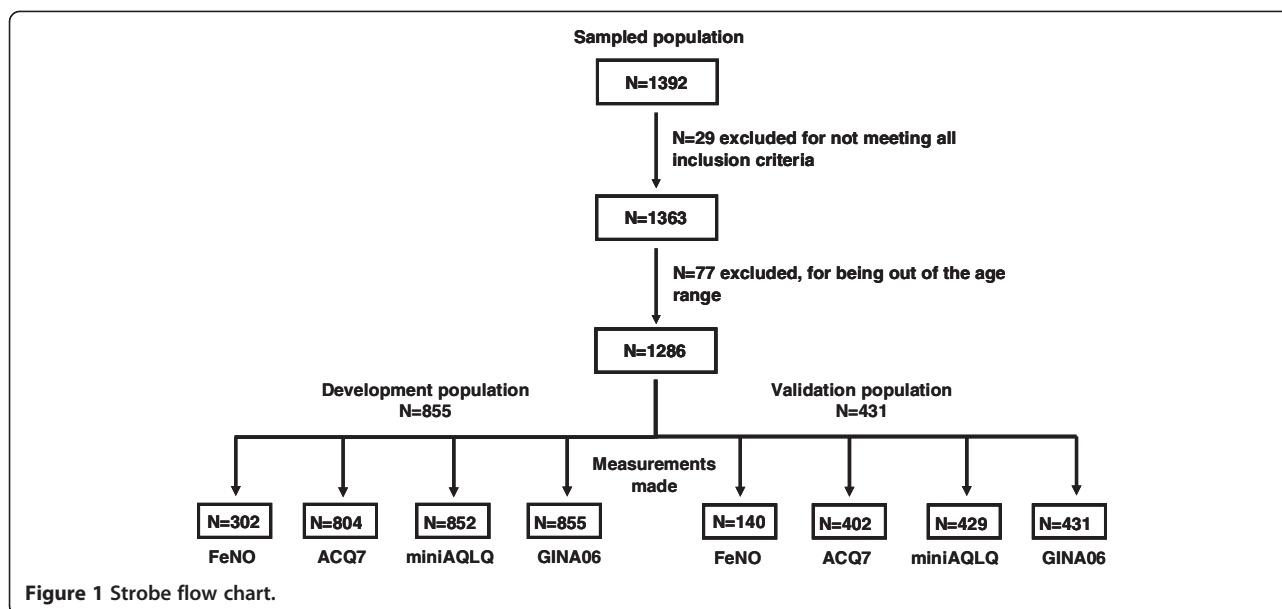 Sampled population
N=1392
N=29 excluded for not meeting all
inclusion criteria
N=1363
N=77 excluded, for being out of the age
range
N=1286
Development population
N=855
Validation population
N=431
Measurements
made
N=302
N=804
N=852
N=855
N=140
N=402
N=429
N=431
FeNO
ACQ7
miniAQLQ
GINA06
FeNO
ACQ7
miniAQLQ
GINA06
Figure 1 Strobe flow chart.